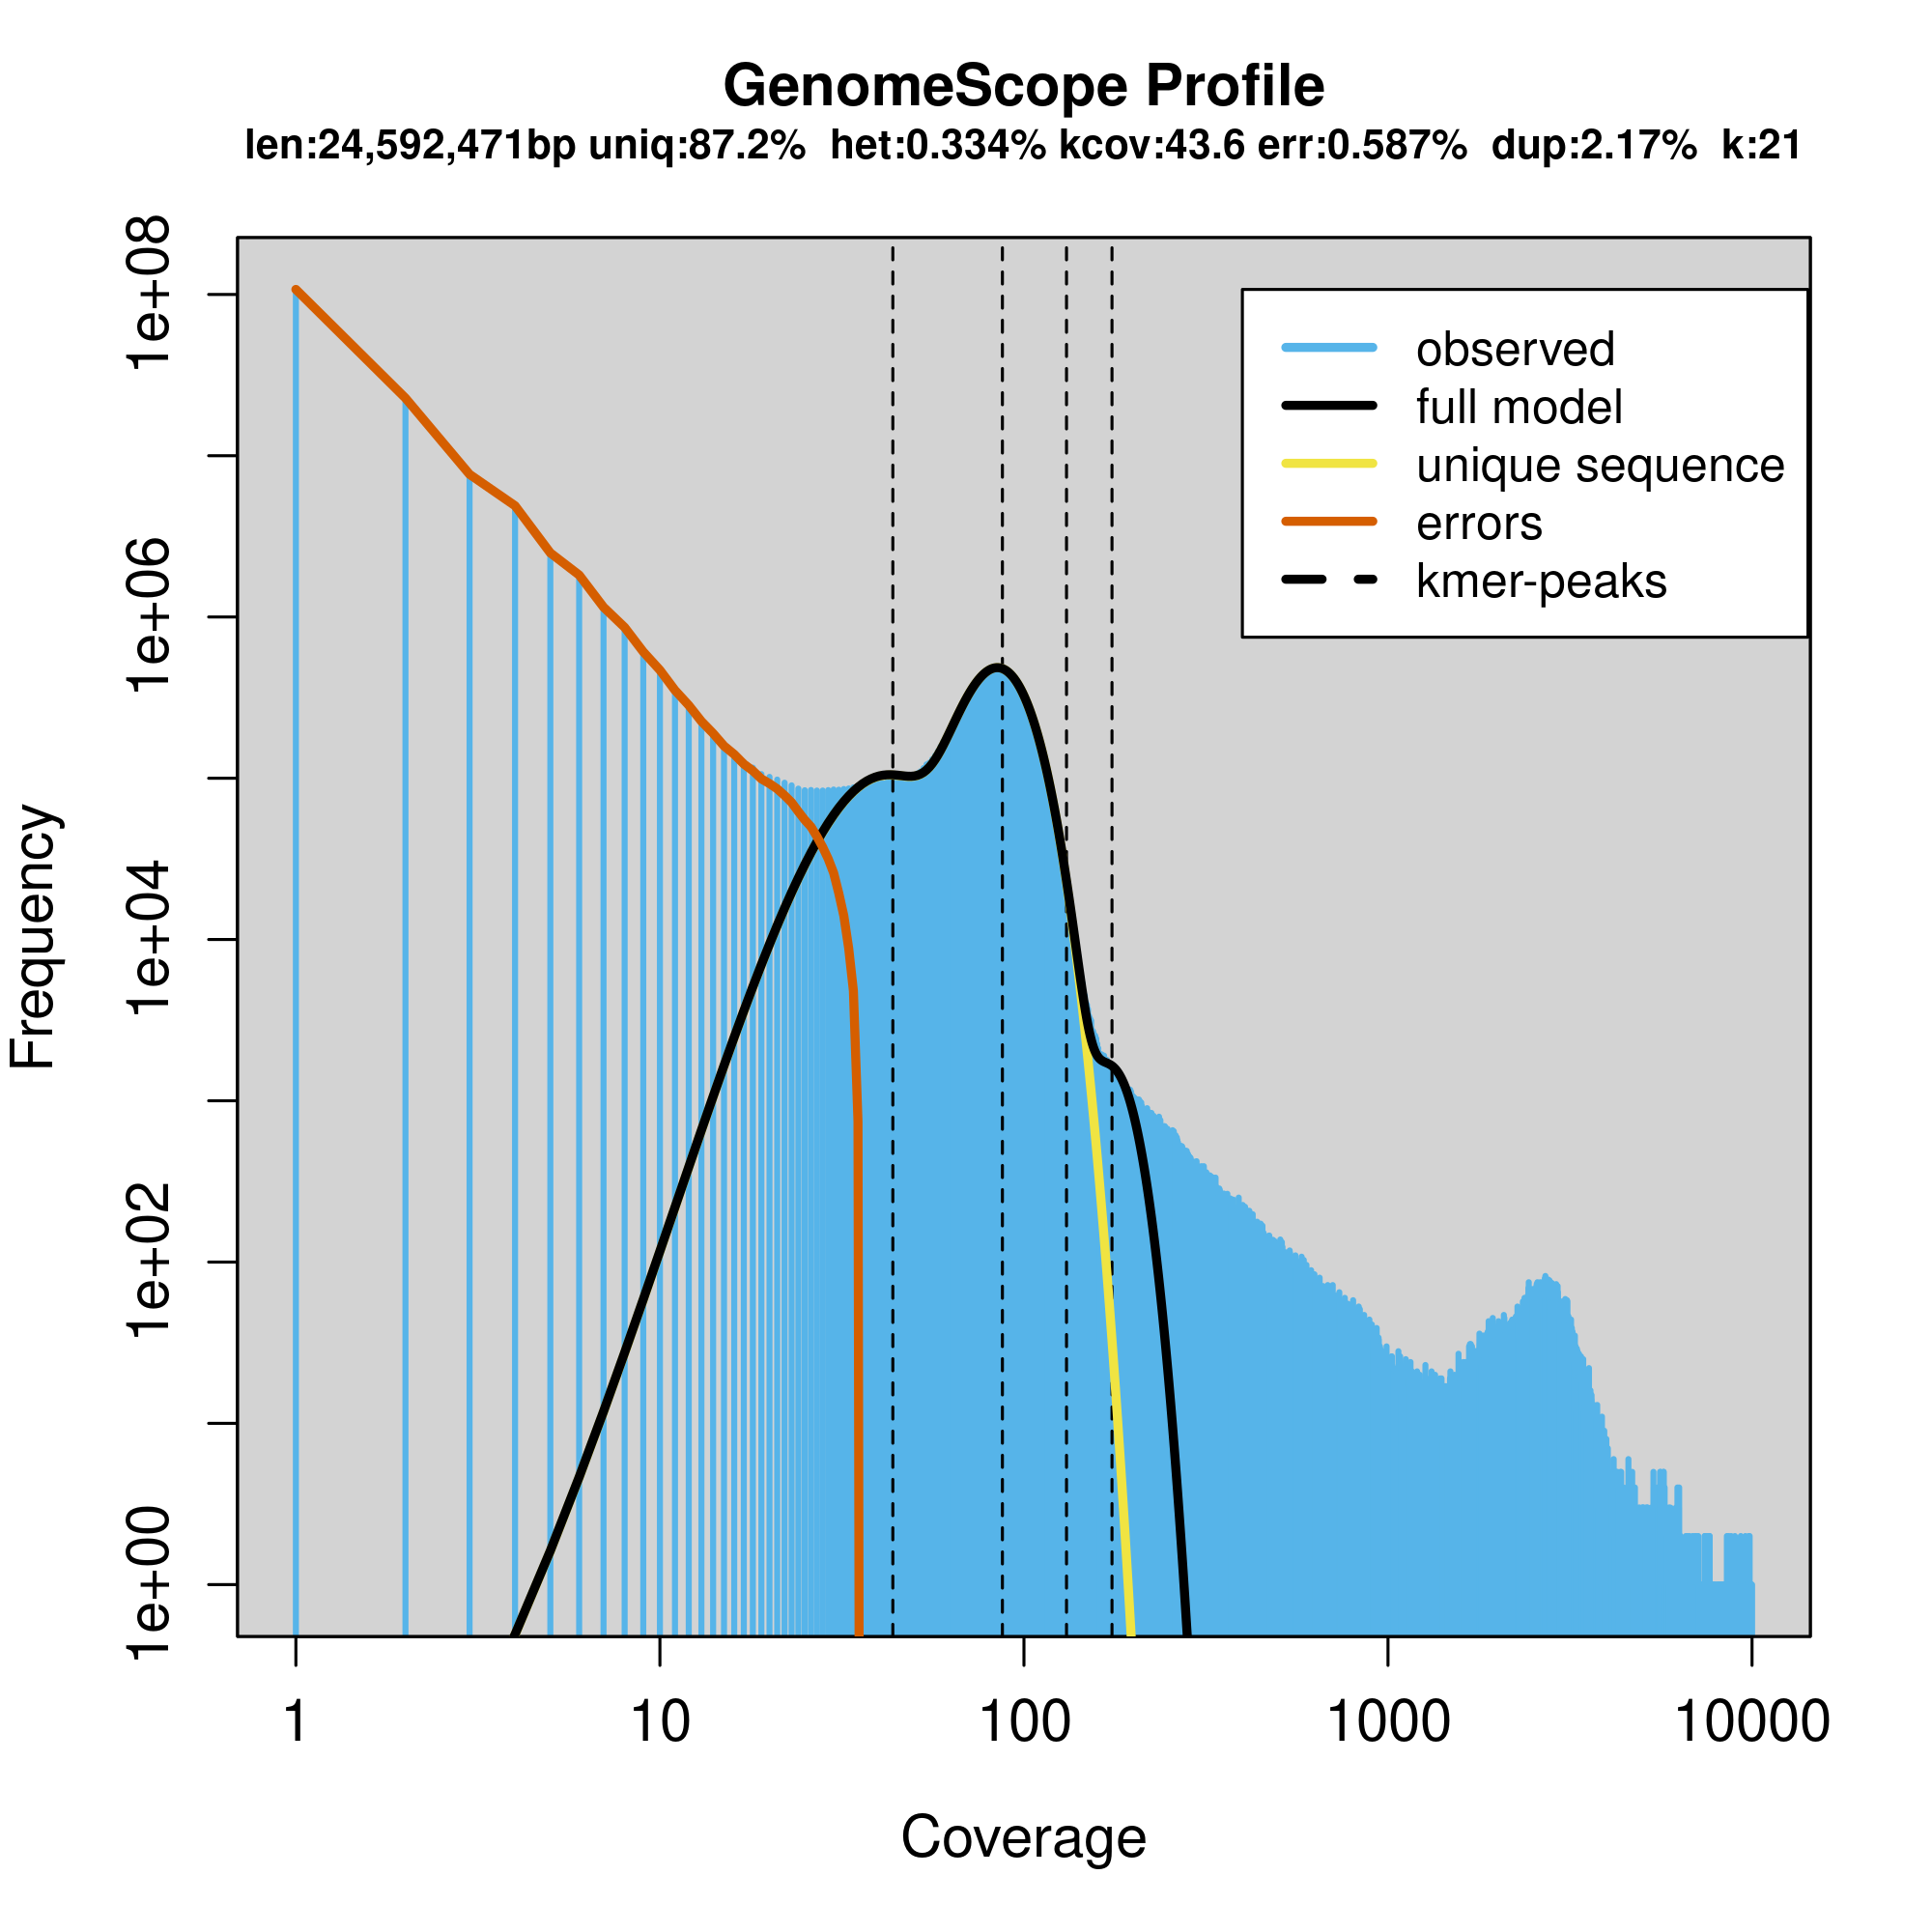 GenomeScope Profile
len:24,592,471bp uniq:87.2% het:0.334% kcov:43.6 err:0.587% dup:2.17% k:21
observed
full model
unique sequence
errors
kmer-peaks
Frequency
1e+08
1e+06
1e+04
1e+02
1e+00
1 10 100 1000 10000
Coverage